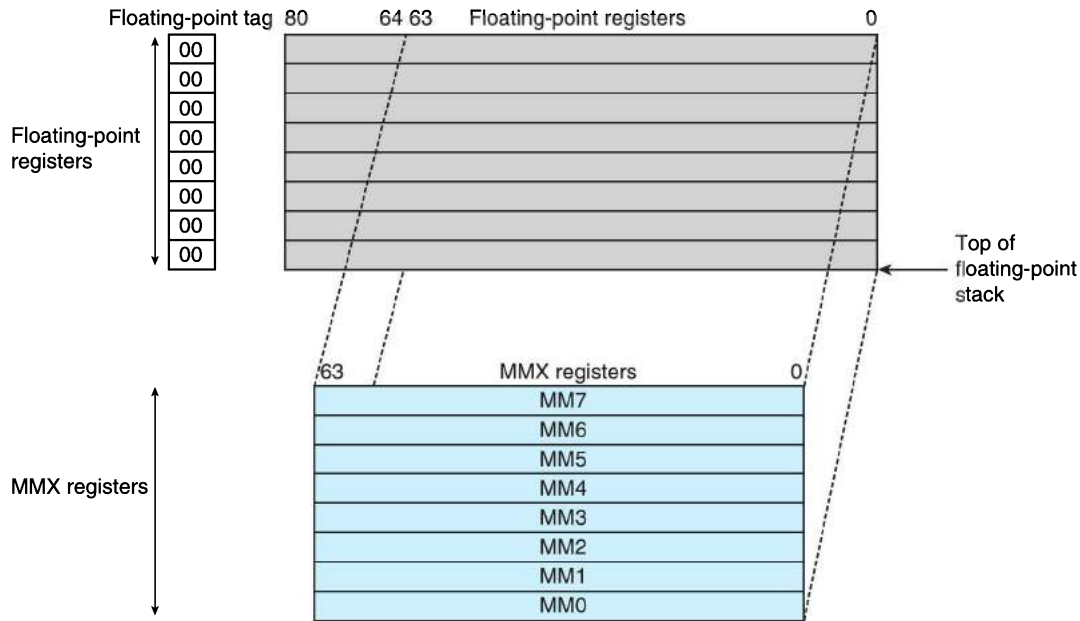 Floating-point tag 80 64 63 Floating-point registers 0
00
00
00
00
00
00
00
00
Floating-point
registers
Top of
floating-point
stack
63 MMX registers 0
MM7
MM6
MM5
MM4
MM3
MM2
MM1
MM0
MMX registers